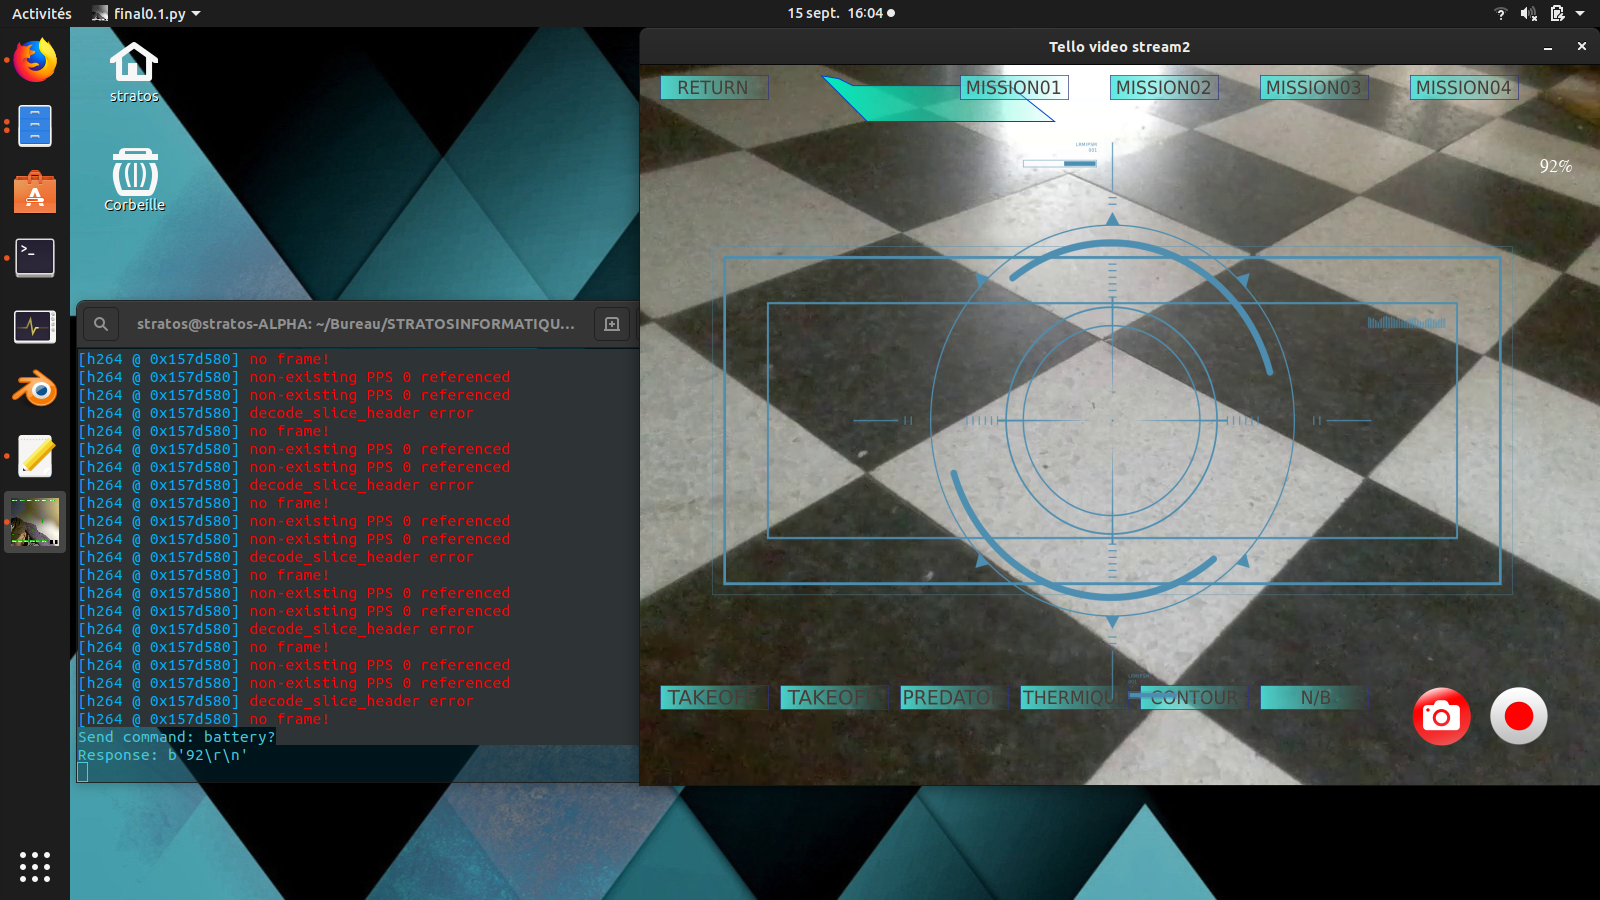 Activités
final0.1.py
15 sept. 16:04
stratos
Corbeille
stratos@stratos-ALPHA: ~/Bureau/STRATOSINFORMATIQU...
[h264 @ 0x157d580] no frame!
[h264 @ 0x157d580] non-existing PPS 0 referenced
[h264 @ 0x157d580] non-existing PPS 0 referenced
[h264 @ 0x157d580] decode_slice_header error
[h264 @ 0x157d580] no frame!
[h264 @ 0x157d580] non-existing PPS 0 referenced
[h264 @ 0x157d580] non-existing PPS 0 referenced
[h264 @ 0x157d580] decode_slice_header error
[h264 @ 0x157d580] no frame!
[h264 @ 0x157d580] non-existing PPS 0 referenced
[h264 @ 0x157d580] non-existing PPS 0 referenced
[h264 @ 0x157d580] decode_slice_header error
[h264 @ 0x157d580] no frame!
[h264 @ 0x157d580] non-existing PPS 0 referenced
[h264 @ 0x157d580] non-existing PPS 0 referenced
[h264 @ 0x157d580] decode_slice_header error
[h264 @ 0x157d580] no frame!
[h264 @ 0x157d580] non-existing PPS 0 referenced
[h264 @ 0x157d580] non-existing PPS 0 referenced
[h264 @ 0x157d580] decode_slice_header error
[h264 @ 0x157d580] no frame!
Send command: battery?
Response: b'92\r\n'
Tello video stream2
RETURN
MISSION01
MISSION02
MISSION03
MISSION04
92%
TAKEOF
TAKEOF
PREDATO
THERMIQU
CONTOUR
N/B